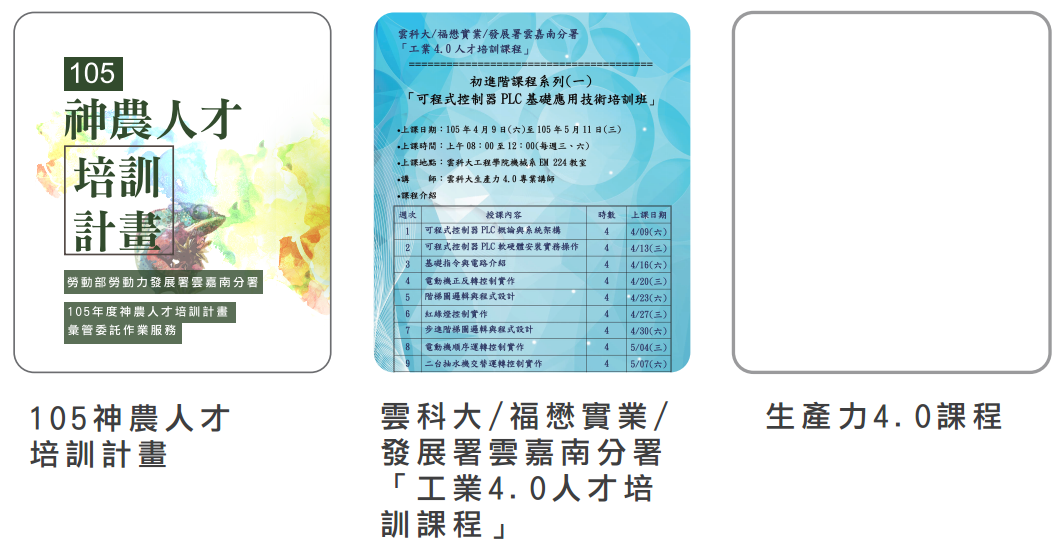 105
神農人才
培訓
計畫
勞動部勞動力發展署雲嘉南分署
105年度神農人才培訓計畫
彙管委託作業服務
105神農人才
培訓計畫
雲科大/福懋實業/發展署雲嘉南分署
「工業4.0人才培訓課程」
======================================
初進階課程系列(一)
「可程式控制器 PLC 基礎應用技術培訓班」
•上課日期：105 年 4 月 9 日(六)至 105 年 5 月 11 日(三)
•上課時間：上午 08：00 至 12：00(每週三、六)
•上課地點：雲科大工程學院機械系 EM 224 教室
•講　　師：雲科大生產力 4.0 專業講師
•課程介紹
週次 授課內容 時數 上課日期
1 可程式控制器 PLC 概論與系統架構 4 4/09(六)
2 可程式控制器 PLC 軟硬體安裝實務操作 4 4/13(三)
3 基礎指令與電路介紹 4 4/16(六)
4 電動機正反轉控制實作 4 4/20(三)
5 階梯圖邏輯與程式設計 4 4/23(六)
6 紅綠燈控制實作 4 4/27(三)
7 步進階梯圖邏輯與程式設計 4 4/30(六)
8 電動機順序運轉控制實作 4 5/04(三)
9 二台抽水機交替運轉控制實作 4 5/07(六)
雲科大/福懋實業/
發展署雲嘉南分署
「工業4.0人才培
訓課程」
生產力4.0課程